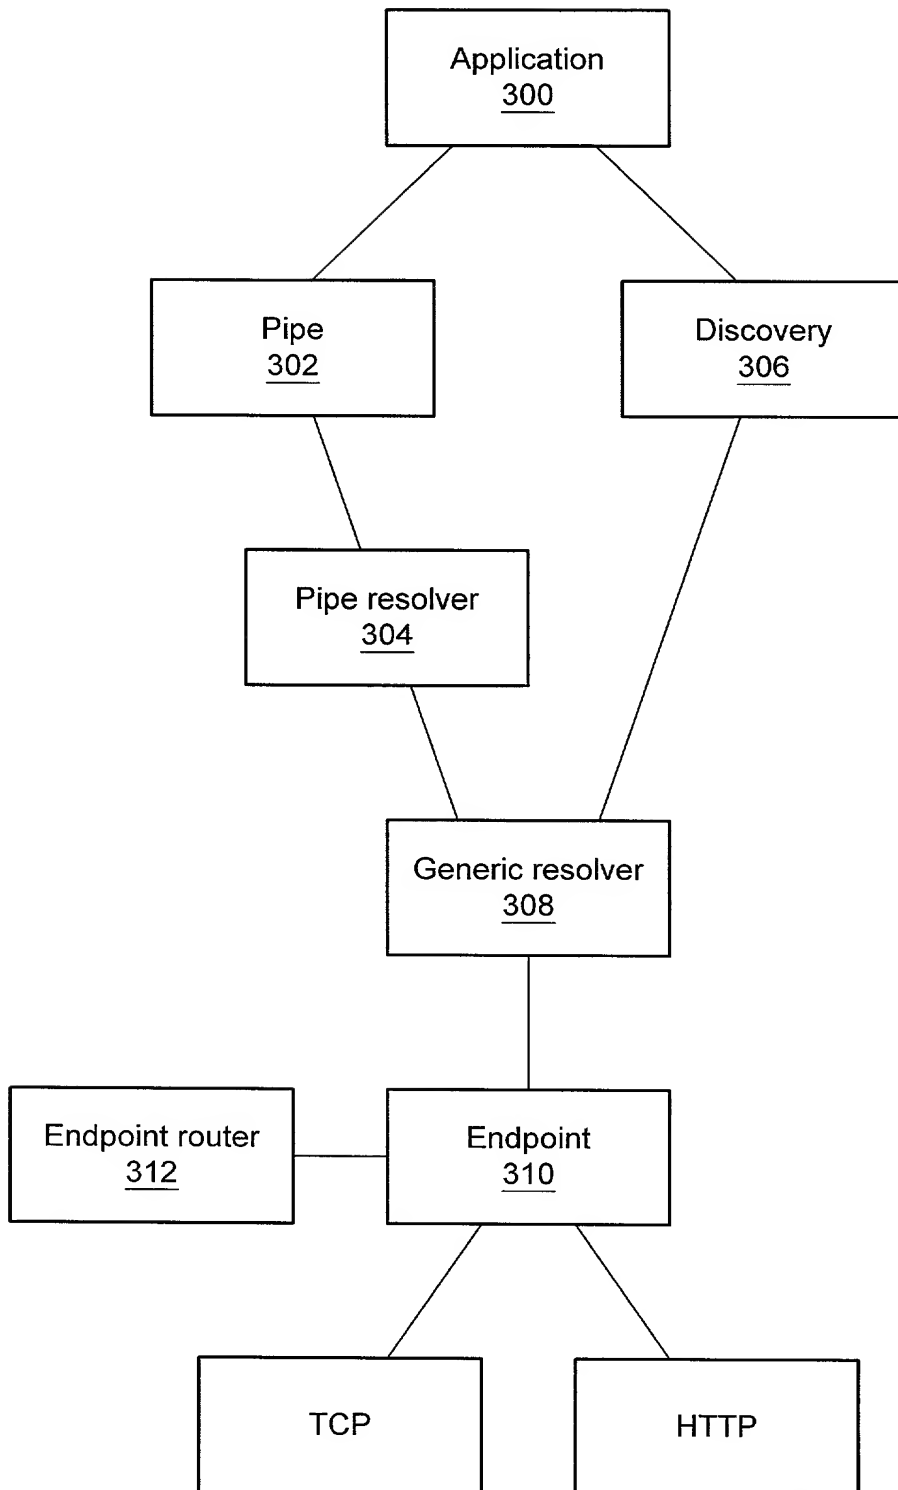 Application
300
Pipe
302
Discovery
306
Pipe resolver
304
Generic resolver
308
Endpoint router
312
Endpoint
310
TCP
HTTP